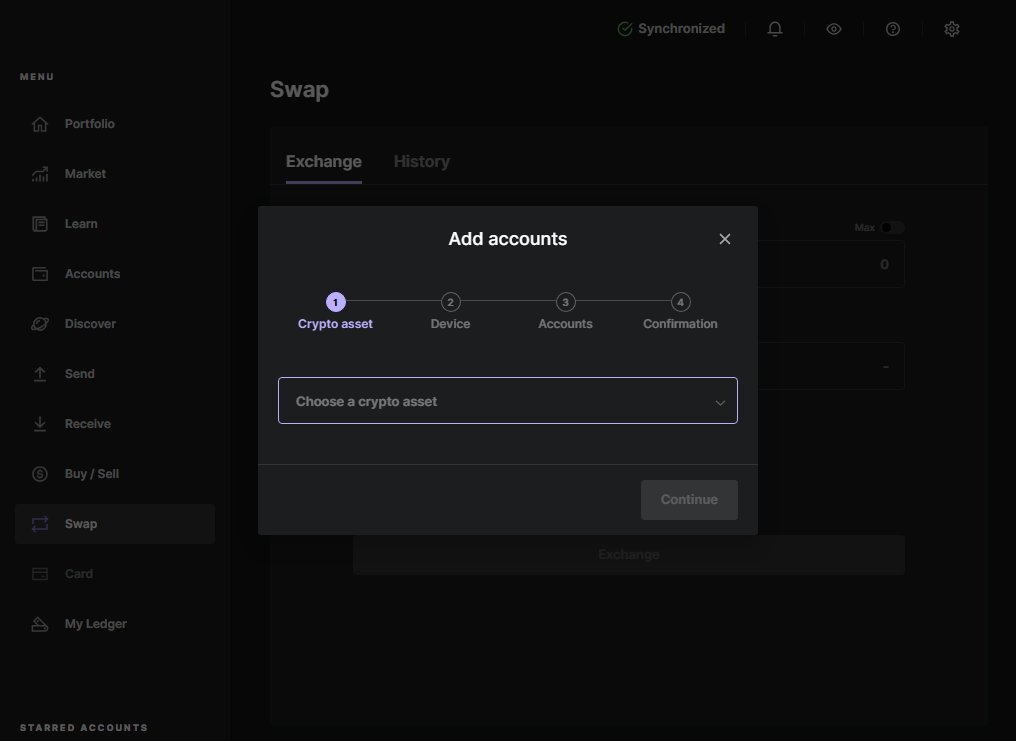 Synchronized
MENU
Portfolio
Market
Learn
Accounts
Discover
Send
Receive
Buy / Sell
Swap
Card
My Ledger
STARRED ACCOUNTS
Swap
Exchange
History
Max
0
-
Add accounts
1
2
3
4
Crypto asset
Device
Accounts
Confirmation
Choose a crypto asset
Continue
Exchange